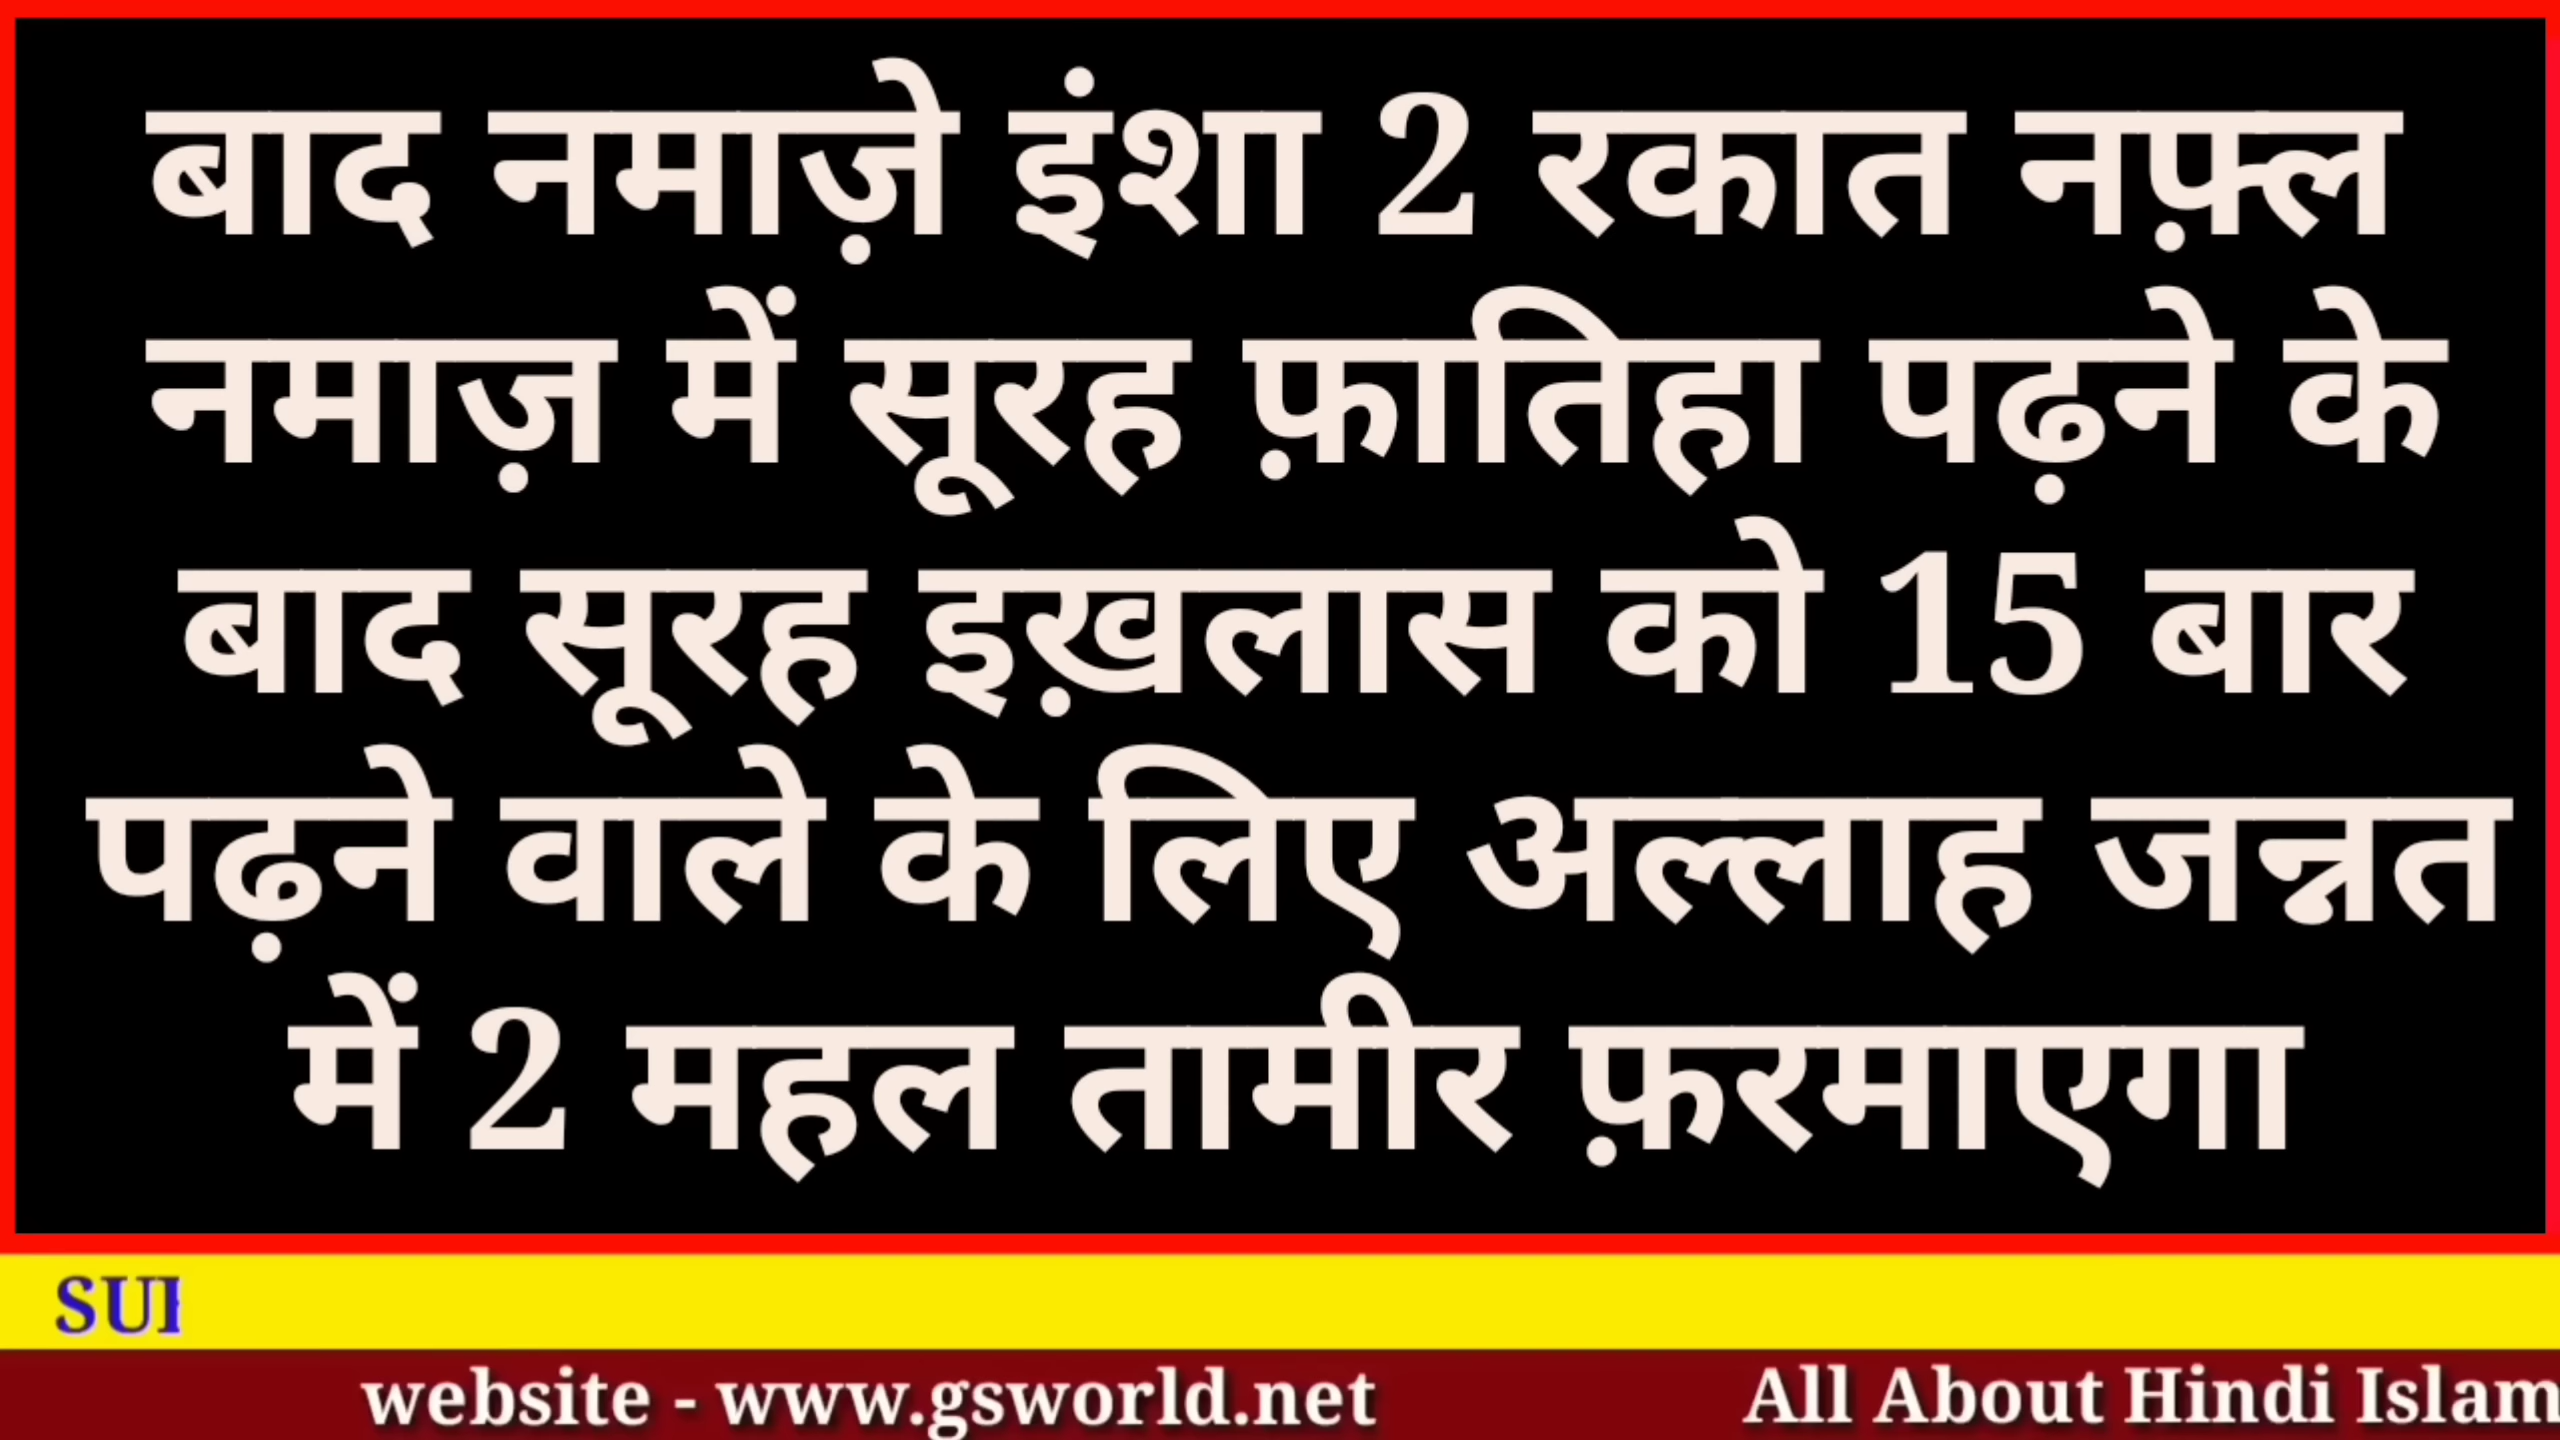 बाद नमाज़े इंशा 2 रकात नफ़्ल
नमाज़ में सूरह फ़ातिहा पढ़ने के
बाद सूरह इख़लास को 15 बार
पढ़ने वाले के लिए अल्लाह जन्नत
में 2 महल तामीर फ़रमाएगा
website - www.gsworld.net All About Hindi Islam